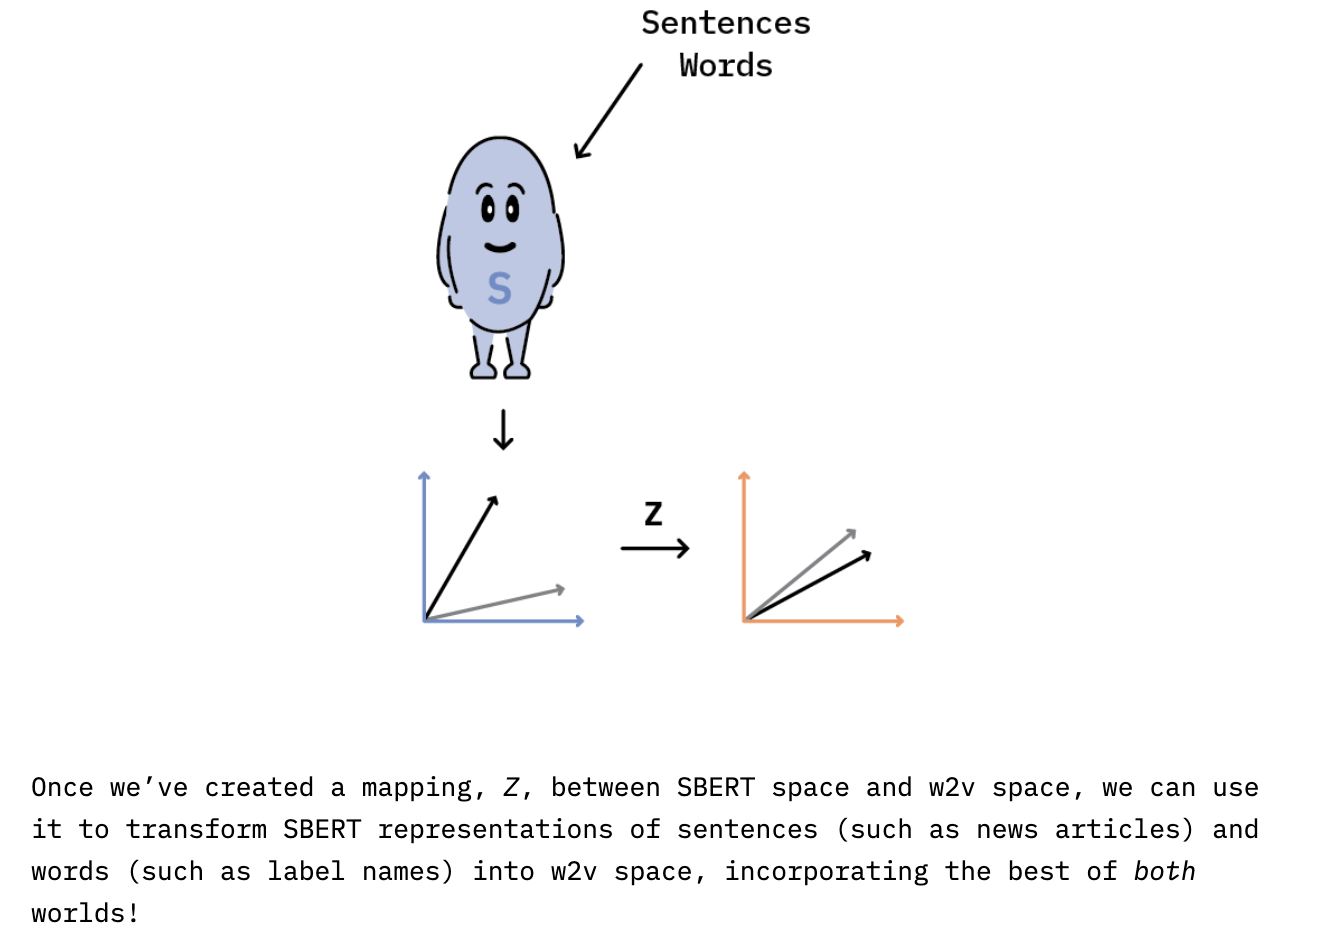 Sentences
Words
S
Z
Once we’ve created a mapping, Z, between SBERT space and w2v space, we can use
it to transform SBERT representations of sentences (such as news articles) and
words (such as label names) into w2v space, incorporating the best of both
worlds!